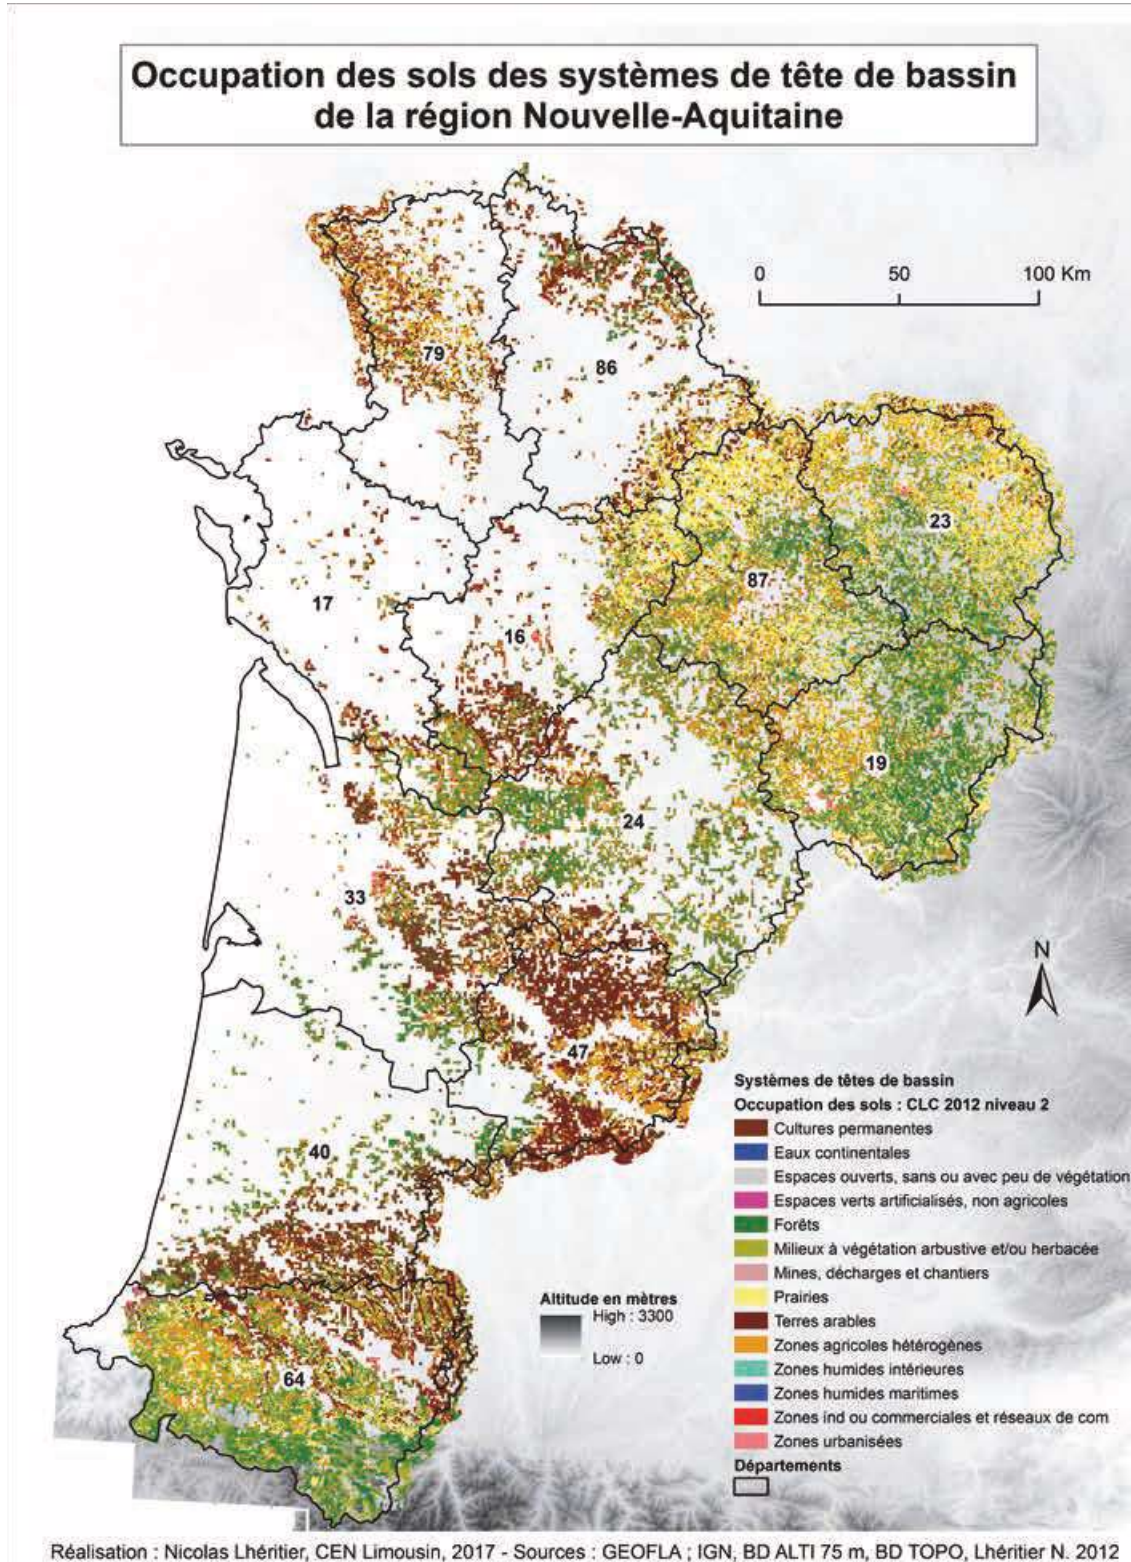 Occupation des sols des systèmes de tête de bassin
de la région Nouvelle-Aquitaine
0 50 100 Km
79
86
23
87
17
16
19
24
33
N
47
40
64
Systèmes de têtes de bassin
Occupation des sols : CLC 2012 niveau 2
Cultures permanentes
Eaux continentales
Espaces ouverts, sans ou avec peu de végétation
Espaces verts artificialisés, non agricoles
Forêts
Milieux à végétation arbustive et/ou herbacée
Mines, décharges et chantiers
Prairies
Terres arables
Zones agricoles hétérogènes
Zones humides intérieures
Zones humides maritimes
Zones ind ou commerciales et réseaux de com
Zones urbanisées
Départements
Altitude en mètres
High : 3300
Low : 0
Réalisation : Nicolas Lhéritier, CEN Limousin, 2017 - Sources : GEOFLA ; IGN, BD ALTI 75 m, BD TOPO, Lhéritier N. 2012